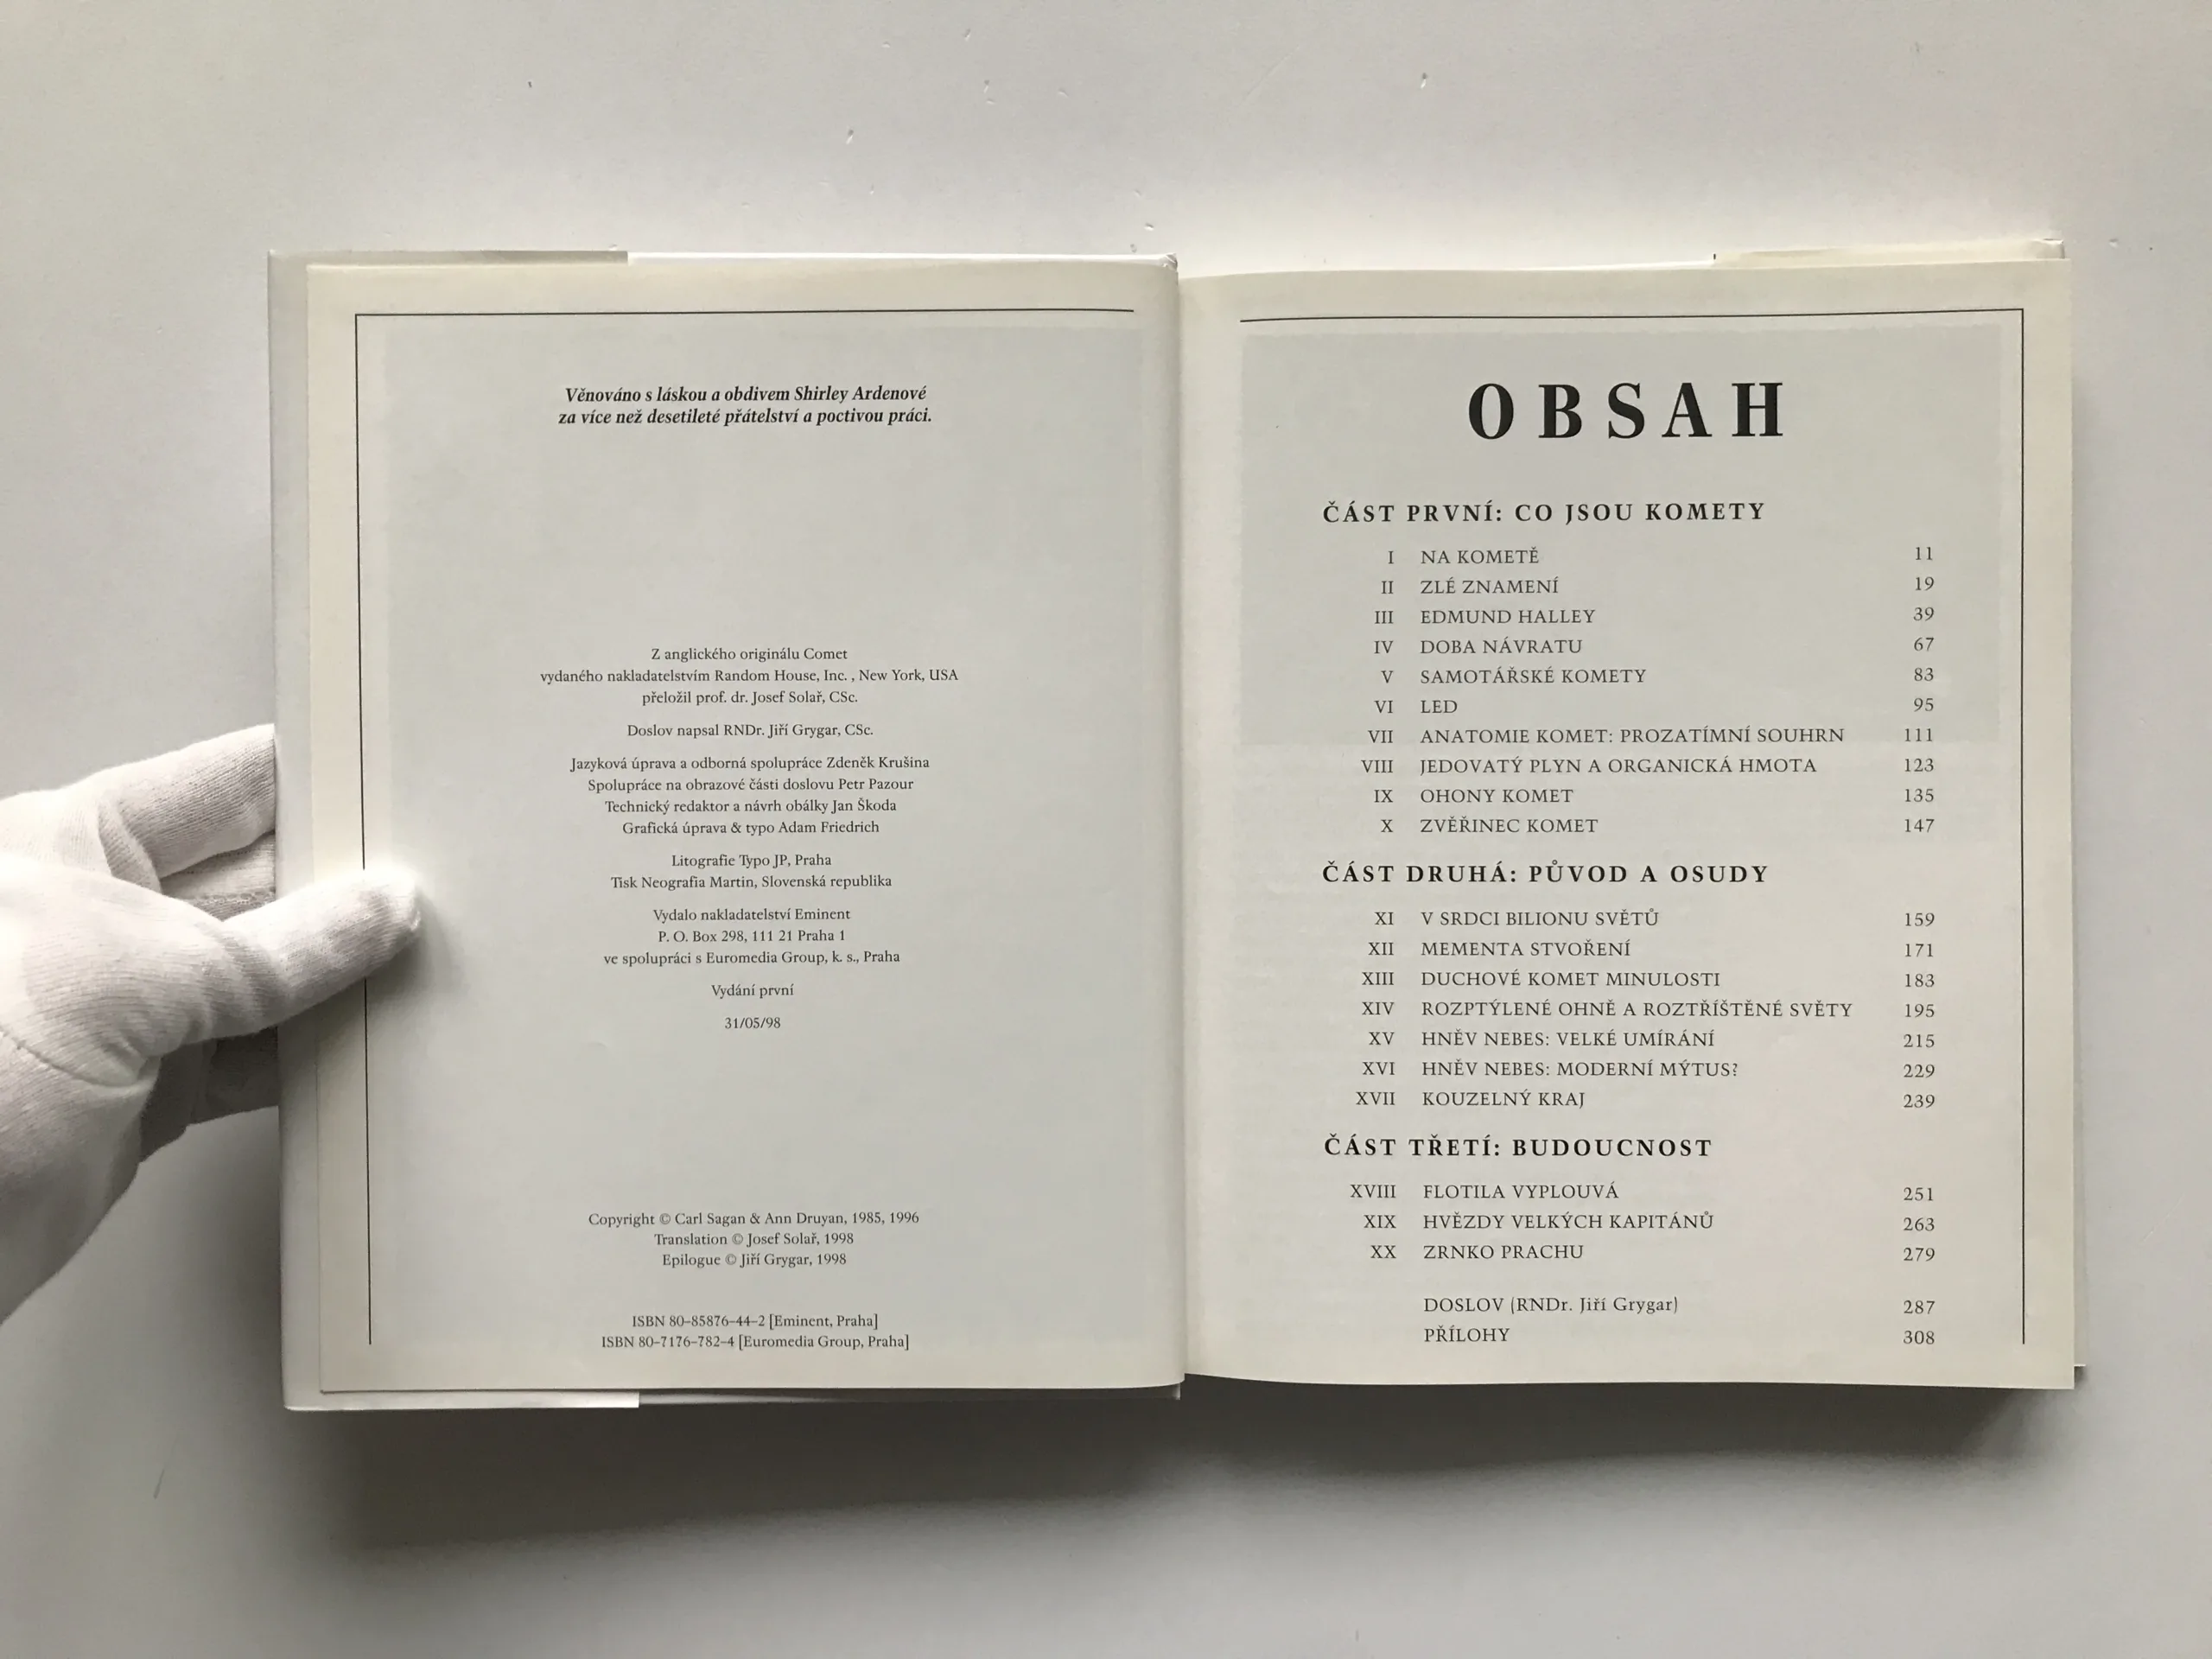 Věnováno s láskou a obdivem Shirley Ardenové
za více než desetileté přátelství a poctivou práci.
Z anglického originálu Comet
vydaného nakladatelstvím Random House, Inc. , New York, USA
přeložil prof. dr. Josef Solař, CSc.
Doslov napsal RNDr. Jiří Grygar, CSc.
Jazyková úprava a odborná spolupráce Zdeněk Krušina
Spolupráce na obrazové části doslovu Petr Pazour
Technický redaktor a návrh obálky Jan Škoda
Grafická úprava & typo Adam Friedrich
Litografie Typo JP, Praha
Tisk Neografia Martin, Slovenská republika
Vydalo nakladatelství Eminent
P. O. Box 298, 111 21 Praha 1
ve spolupráci s Euromedia Group, k. s., Praha
Vydání první
31/05/98
Copyright © Carl Sagan & Ann Druyan, 1985, 1996
Translation © Josef Solař, 1998
Epilogue © Jiří Grygar, 1998
ISBN 80-85876-44-2 [Eminent, Praha]
ISBN 80-7176-782-4 [Euromedia Group, Praha]
OBSAH
ČÁST PRVNÍ: CO JSOU KOMETY
I NA KOMETĚ 11
II ZLÉ ZNAMENÍ 19
III EDMUND HALLEY 39
IV DOBA NÁVRATU 67
V SAMOTÁŘSKÉ KOMETY 83
VI LED 95
VII ANATOMIE KOMET: PROZATÍMNÍ SOUHRN 111
VIII JEDOVATÝ PLYN A ORGANICKÁ HMOTA 123
IX OHONY KOMET 135
X ZVĚŘINEC KOMET 147
ČÁST DRUHÁ: PŮVOD A OSUDY
XI V SRDCI BILIONU SVĚTŮ 159
XII MEMENTA STVOŘENÍ 171
XIII DUCHOVÉ KOMET MINULOSTI 183
XIV ROZPTÝLENÉ OHNĚ A ROZTŘÍŠTĚNÉ SVĚTY 195
XV HNĚV NEBES: VELKÉ UMÍRÁNÍ 215
XVI HNĚV NEBES: MODERNÍ MÝTUS? 229
XVII KOUZELNÝ KRAJ 239
ČÁST TŘETÍ: BUDOUCNOST
XVIII FLOTILA VYPLOUVÁ 251
XIX HVĚZDY VELKÝCH KAPITÁNŮ 263
XX ZRNKO PRACHU 279
DOSLOV (RNDr. Jiří Grygar) 287
PŘÍLOHY 308